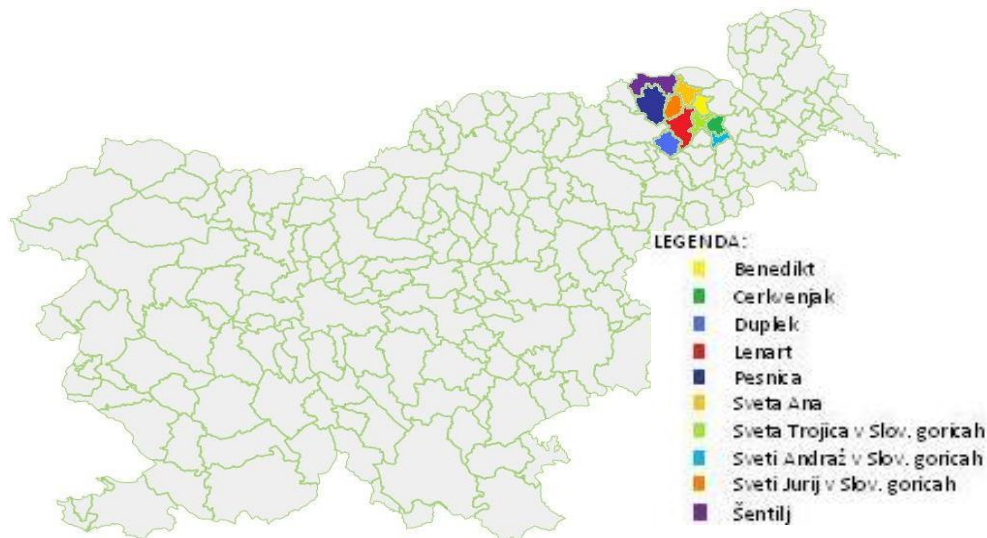 LEGENDA:
Benedikt
Cerkvenjak
Duplek
Lenart
Pesnica
Sveta Ana
Sveta Trojica v Slov. goricah
Sveti Andraž v Slov. goricah
Sveti Jurij v Slov. goricah
Šentilj